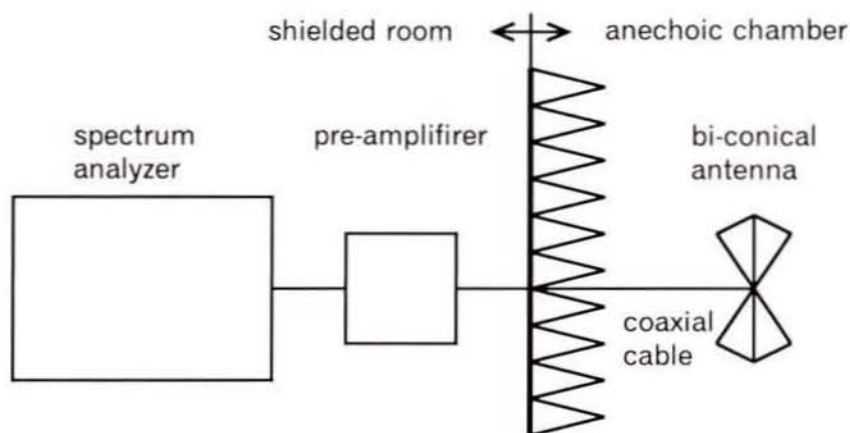 shielded room
anechoic chamber
spectrum
analyzer
pre-amplifirer
bi-conical
antenna
coaxial
cable